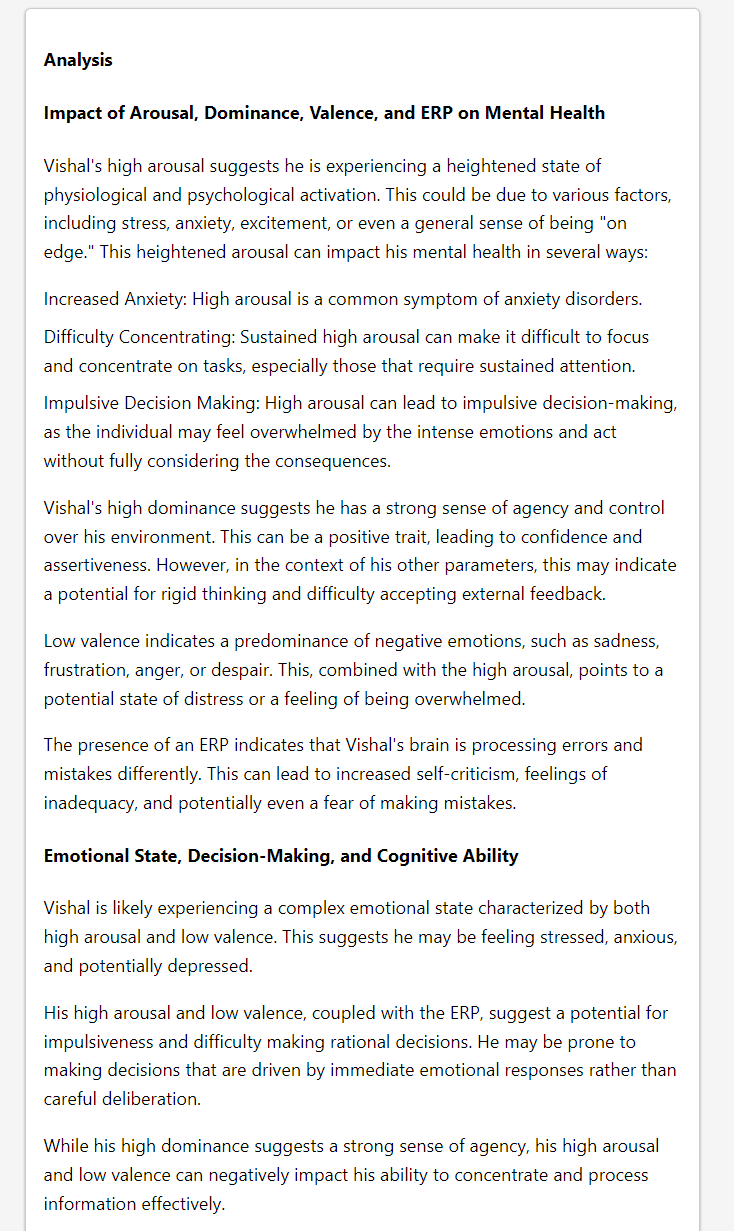 Analysis
Impact of Arousal, Dominance, Valence, and ERP on Mental Health
Vishal's high arousal suggests he is experiencing a heightened state of
physiological and psychological activation. This could be due to various factors,
including stress, anxiety, excitement, or even a general sense of being "on
edge." This heightened arousal can impact his mental health in several ways:
Increased Anxiety: High arousal is a common symptom of anxiety disorders.
Difficulty Concentrating: Sustained high arousal can make it difficult to focus
and concentrate on tasks, especially those that require sustained attention.
Impulsive Decision Making: High arousal can lead to impulsive decision-making,
as the individual may feel overwhelmed by the intense emotions and act
without fully considering the consequences.
Vishal's high dominance suggests he has a strong sense of agency and control
over his environment. This can be a positive trait, leading to confidence and
assertiveness. However, in the context of his other parameters, this may indicate
a potential for rigid thinking and difficulty accepting external feedback.
Low valence indicates a predominance of negative emotions, such as sadness,
frustration, anger, or despair. This, combined with the high arousal, points to a
potential state of distress or a feeling of being overwhelmed.
The presence of an ERP indicates that Vishal's brain is processing errors and
mistakes differently. This can lead to increased self-criticism, feelings of
inadequacy, and potentially even a fear of making mistakes.
Emotional State, Decision-Making, and Cognitive Ability
Vishal is likely experiencing a complex emotional state characterized by both
high arousal and low valence. This suggests he may be feeling stressed, anxious,
and potentially depressed.
His high arousal and low valence, coupled with the ERP, suggest a potential for
impulsiveness and difficulty making rational decisions. He may be prone to
making decisions that are driven by immediate emotional responses rather than
careful deliberation.
While his high dominance suggests a strong sense of agency, his high arousal
and low valence can negatively impact his ability to concentrate and process
information effectively.